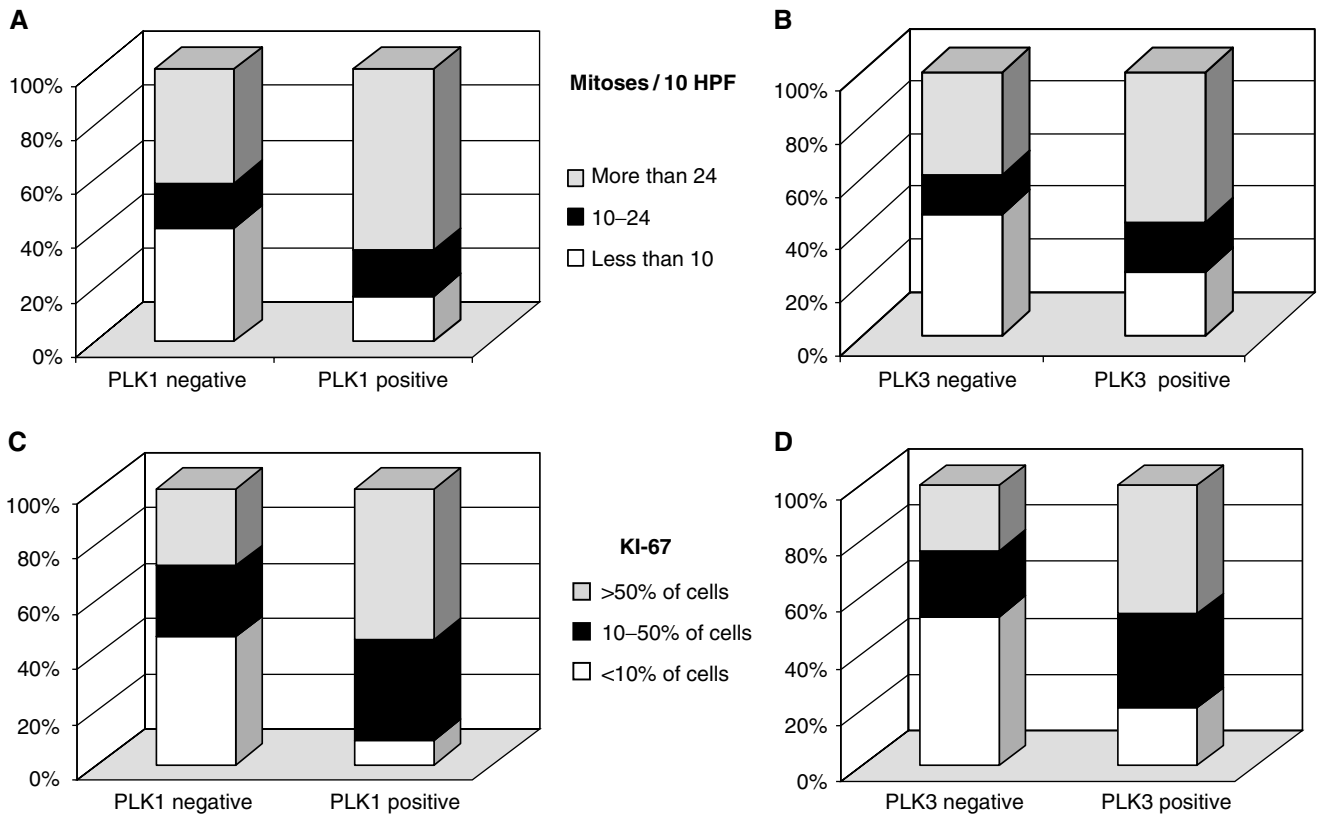 A
100%
80%
60%
40%
20%
0%
PLK1 negative
PLK1 positive
Mitoses / 10 HPF
More than 24
10–24
Less than 10
B
100%
80%
60%
40%
20%
0%
PLK3 negative
PLK3 positive
C
100%
80%
60%
40%
20%
0%
PLK1 negative
PLK1 positive
KI-67
>50% of cells
10–50% of cells
<10% of cells
D
100%
80%
60%
40%
20%
0%
PLK3 negative
PLK3 positive